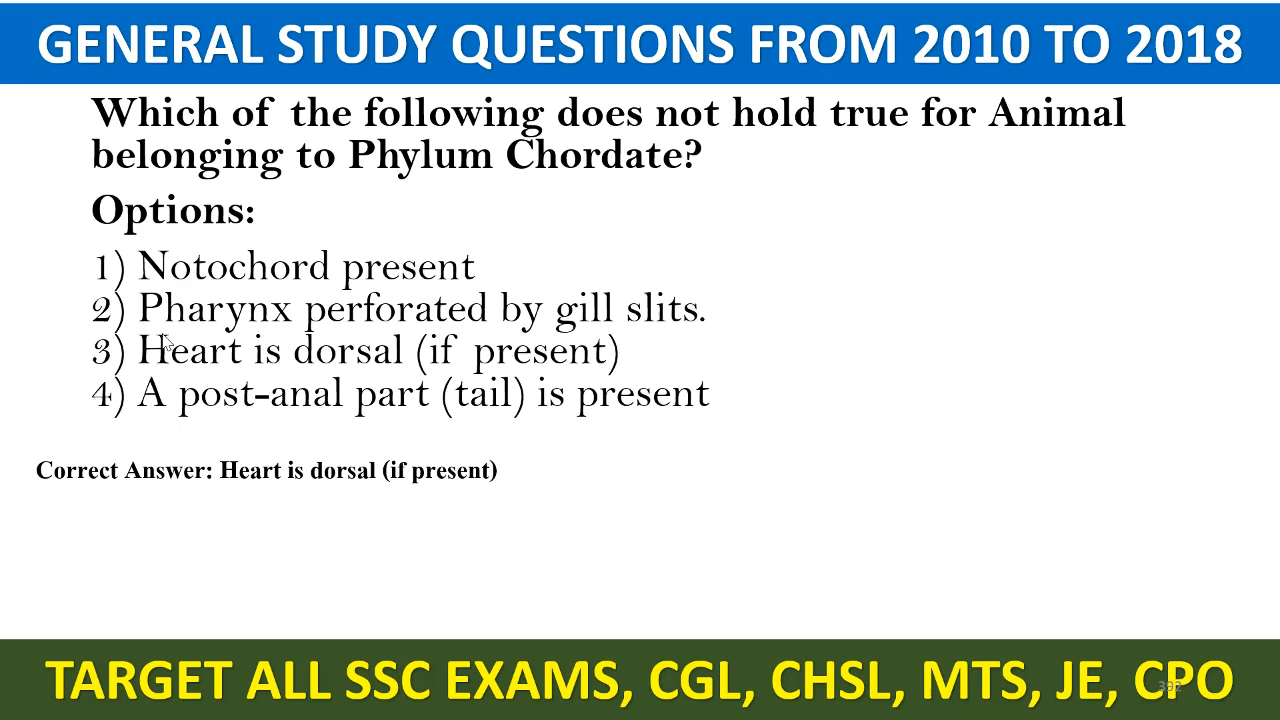 GENERAL STUDY QUESTIONS FROM 2010 TO 2018
Which of the following does not hold true for Animal
belonging to Phylum Chordate?
Options:
1) Notochord present
2) Pharynx perforated by gill slits.
3) Heart is dorsal (if present)
4) A post-anal part (tail) is present
Correct Answer: Heart is dorsal (if present)
TARGET ALL SSC EXAMS, CGL, CHSL, MTS, JE, CPO
392